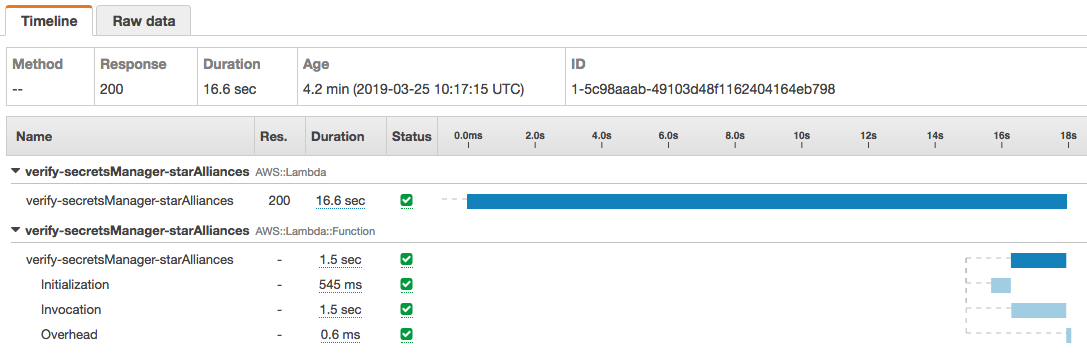 Timeline Raw data
Method Response Duration Age ID
-- 200 16.6 sec 4.2 min (2019-03-25 10:17:15 UTC) 1-5c98aaab-49103d48f1162404164eb798
Name Res. Duration Status 0.0ms 2.0s 4.0s 6.0s 8.0s 10s 12s 14s 16s 18s
verify-secretsManager-starAlliances AWS::Lambda
verify-secretsManager-starAlliances 200 16.6 sec
verify-secretsManager-starAlliances AWS::Lambda::Function
verify-secretsManager-starAlliances - 1.5 sec
Initialization - 545 ms
Invocation - 1.5 sec
Overhead - 0.6 ms